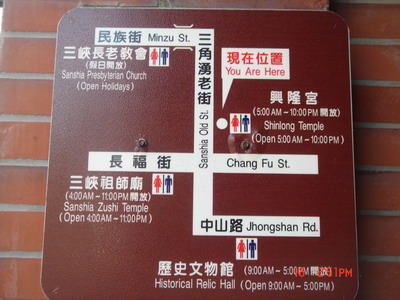 民族街 Minzu St.
三角湧老街
Sanshia Old St.
現在位置
You Are Here
三峽長老教會
(假日開放)
Sanshia Presbyterian Church
(Open Holidays)
興隆宮
(5:00AM~10:00PM開放)
Shinlong Temple
(Open 5:00AM~10:00PM)
長福街
Chang Fu St.
三峽祖師廟
(4:00AM~11:00PM開放)
Sanshia Zushi Temple
(Open 4:00AM~11:00PM)
中山路 Jhongshan Rd.
歷史文物館 (9:00AM~5:00PM開放)
Historical Relic Hall (Open 9:00AM~5:00PM)